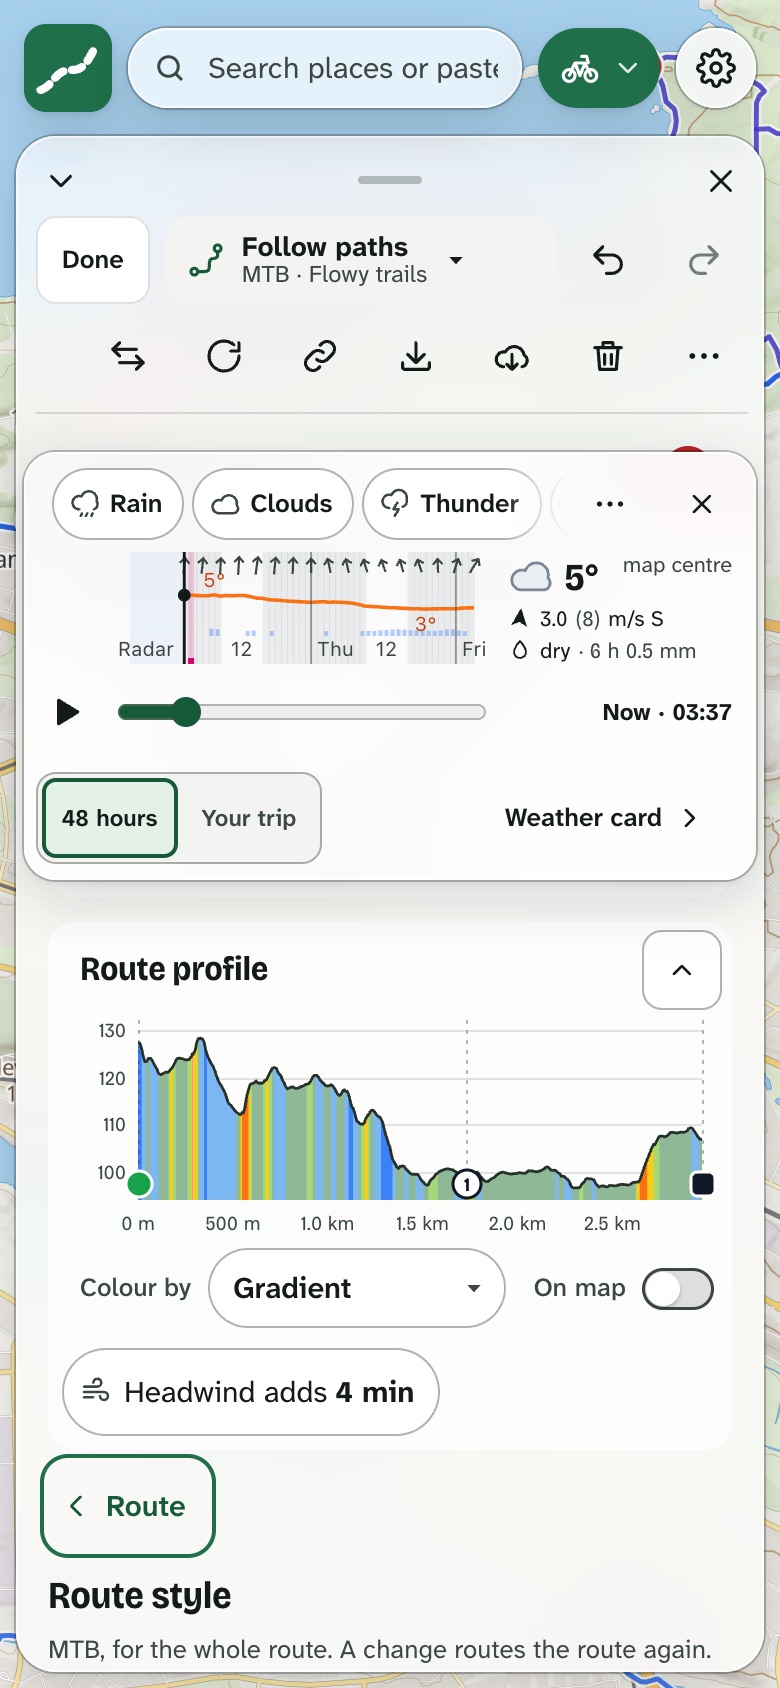 Search places or paste
Done
Follow paths
MTB · Flowy trails
Rain
Clouds
Thunder
5°
3°
Radar
12
Thu
12
Fri
5°
map centre
3.0 (8) m/s S
dry · 6 h 0.5 mm
Now · 03:37
48 hours
Your trip
Weather card
Route profile
130
120
110
100
1
0 m
500 m
1.0 km
1.5 km
2.0 km
2.5 km
Colour by
Gradient
On map
Headwind adds 4 min
Route
Route style
MTB, for the whole route. A change routes the route again.